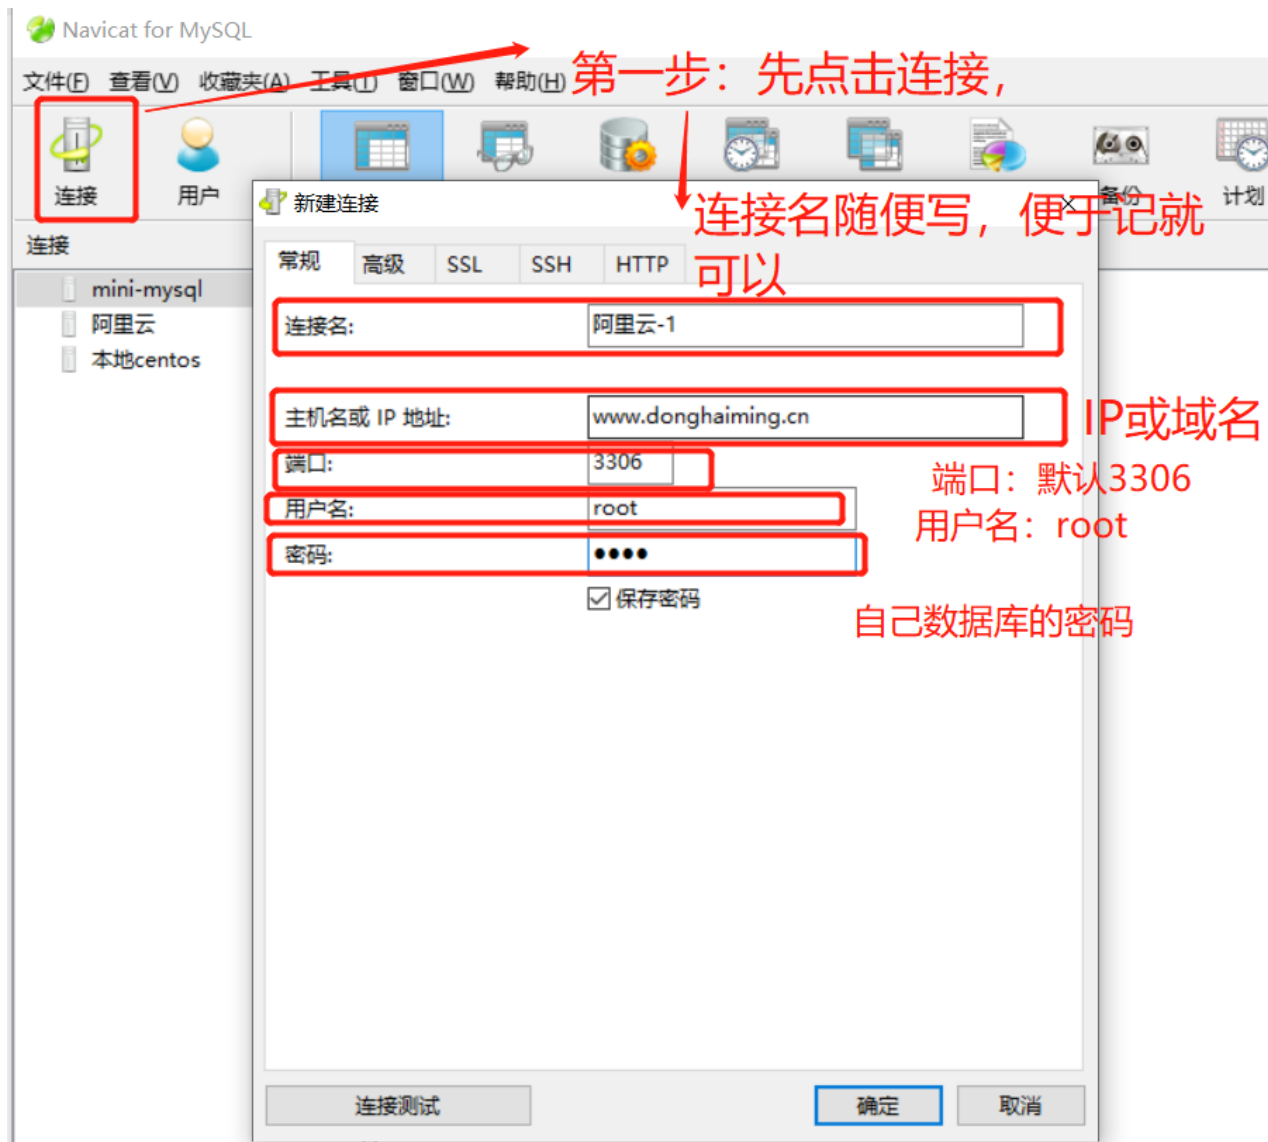 Navicat for MySQL
文件(F) 查看(V) 收藏夹(A) 工具(T) 窗口(W) 帮助(H)
第一步：先点击连接，
连接 用户 备份 计划
新建连接
连接名随便写，便于记就
可以
连接
常规 高级 SSL SSH HTTP
mini-mysql
阿里云
本地centos
连接名: 阿里云-1
主机名或 IP 地址: www.donghaiming.cn
IP或域名
端口: 3306
端口：默认3306
用户名: root
用户名：root
密码: ●●●●
保存密码
自己数据库的密码
连接测试 确定 取消